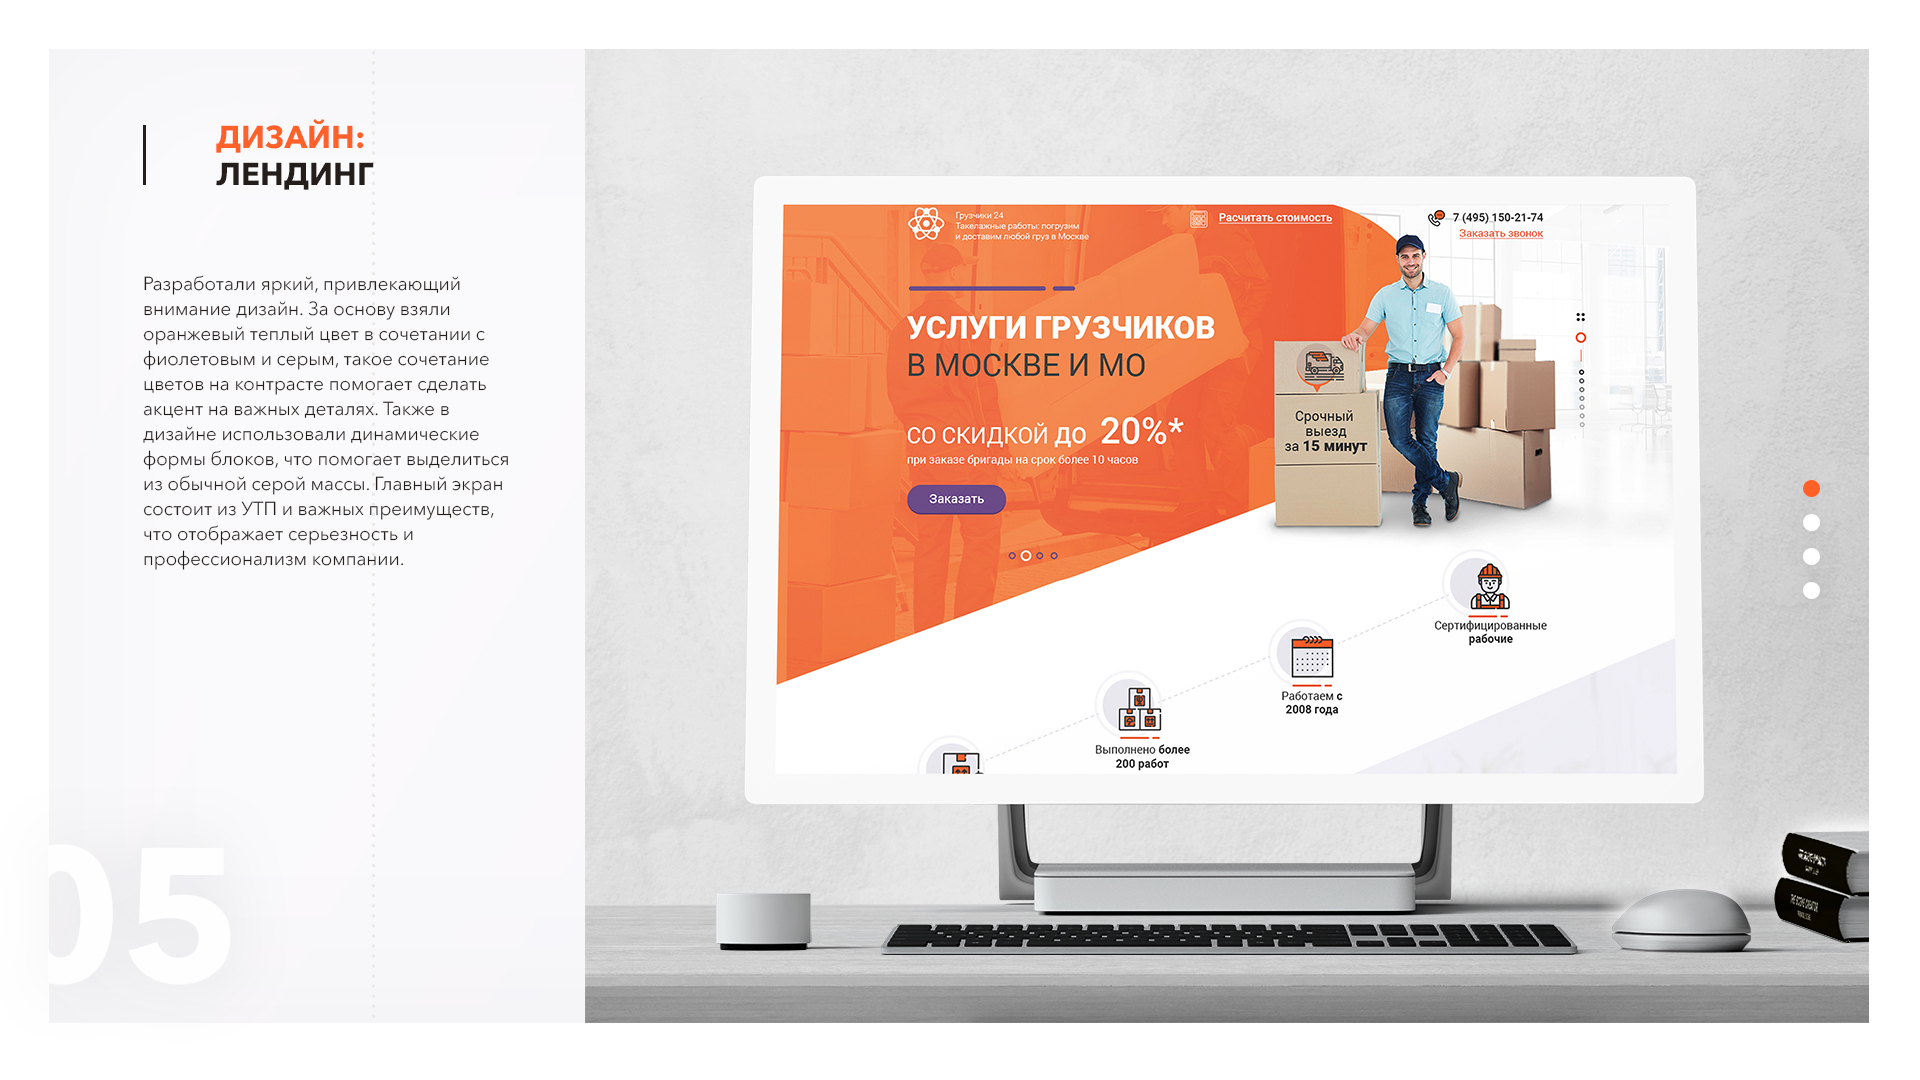 ДИЗАЙН:
ЛЕНДИНГ
Разработали яркий, привлекающий
внимание дизайн. За основу взяли
оранжевый теплый цвет в сочетании с
фиолетовым и серым, такое сочетание
цветов на контрасте помогает сделать
акцент на важных деталях. Также в
дизайне использовали динамические
формы блоков, что помогает выделиться
из обычной серой массы. Главный экран
состоит из УТП и важных преимуществ,
что отображает серьезность и
профессионализм компании.
05
Грузчики 24
Такелажные работы: погрузим
и доставим любой груз в Москве
Расчитать стоимость
7 (495) 150-21-74
Заказать звонок
УСЛУГИ ГРУЗЧИКОВ
В МОСКВЕ И МО
СО СКИДКОЙ ДО 20%*
при заказе бригады на срок более 10 часов
Заказать
Срочный
выезд
за 15 минут
Сертифицированные
рабочие
Работаем с
2008 года
Выполнено более
200 работ